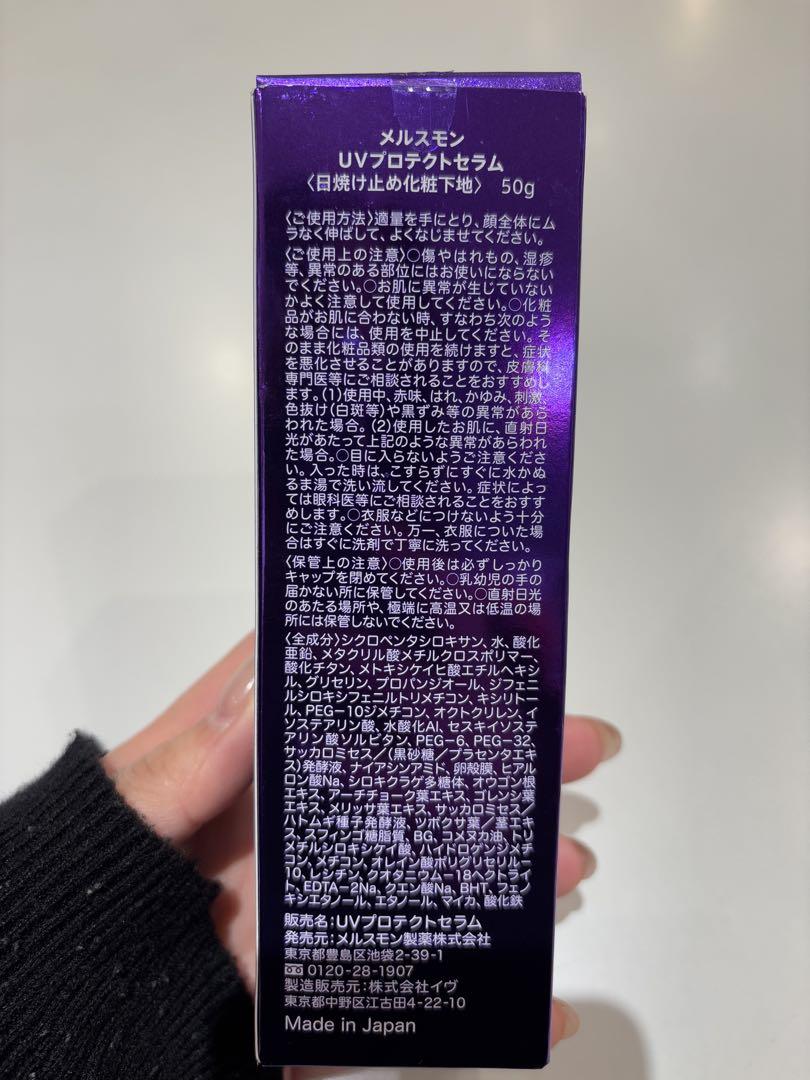 メルスモン
UVプロテクトセラム
〈日焼け止め化粧下地〉 50g
〈ご使用方法〉適量を手にとり、顔全体にム
ラなく伸ばして、よくなじませてください。
〈ご使用上の注意〉○傷やはれもの、湿疹
等、異常のある部位にはお使いにならない
でください。○お肌に異常が生じていない
かよく注意して使用してください。○化粧
品がお肌に合わない時、すなわち次のよう
な場合には、使用を中止してください。そ
のまま化粧品類の使用を続けますと、症状
を悪化させることがありますので、皮膚科
専門医等にご相談されることをおすすめし
ます。(1)使用中、赤味、はれ、かゆみ、刺激、
色抜け(白斑等)や黒ずみ等の異常があら
われた場合。(2)使用したお肌に、直射日
光があたって上記のような異常があらわれ
た場合。○目に入らないようご注意くださ
い。入った時は、こすらずにすぐに水かぬ
るま湯で洗い流してください。症状によっ
ては眼科医等にご相談されることをおすす
めします。○衣服などにつけないよう十分
にご注意ください。万一、衣服についた場
合はすぐに洗剤で丁寧に洗ってください。
〈保管上の注意〉○使用後は必ずしっかり
キャップを閉めてください。○乳幼児の手の
届かない所に保管してください。○直射日光
のあたる場所や、極端に高温又は低温の場
所には保管しないでください。
〈全成分〉シクロペンタシロキサン、水、酸化
亜鉛、メタクリル酸メチルクロスポリマー、
酸化チタン、メトキシケイヒ酸エチルヘキシ
ル、グリセリン、プロパンジオール、ジフェニ
ルシロキシフェニルトリメチコン、キシリトー
ル、PEG-10ジメチコン、オクトクリレン、イ
ソステアリン酸、水酸化Al、セスキイソステ
アリン酸ソルビタン、PEG-6、PEG-32、
サッカロミセス/(黒砂糖/プラセンタエキ
ス)発酵液、ナイアシンアミド、卵殻膜、ヒアル
ロン酸Na、シロキクラゲ多糖体、オウゴン根
エキス、アーチチョーク葉エキス、ゴレンシ葉
エキス、メリッサ葉エキス、サッカロミセス/
ハトムギ種子発酵液、ツボクサ葉/茎エキ
ス、スフィンゴ糖脂質、BG、コメヌカ油、トリ
メチルシロキシケイ酸、ハイドロゲンジメチ
コン、メチコン、オレイン酸ポリグリセリル-
10、レシチン、クオタニウム-18ヘクトライ
ト、EDTA-2Na、クエン酸Na、BHT、フェノ
キシエタノール、エタノール、マイカ、酸化鉄
販売名:UVプロテクトセラム
発売元:メルスモン製薬株式会社
東京都豊島区池袋2-39-1
0120-28-1907
製造販売元:株式会社イヴ
東京都中野区江古田4-22-10
Made in Japan